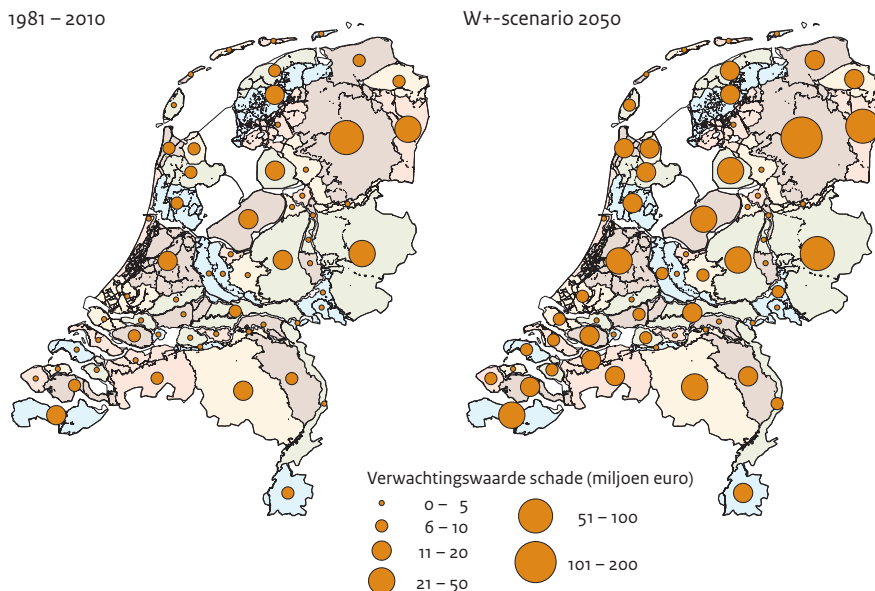 1981 – 2010
W+-scenario 2050
Verwachtingswaarde schade (miljoen euro)
0 – 5
6 – 10
11 – 20
21 – 50
51 – 100
101 – 200